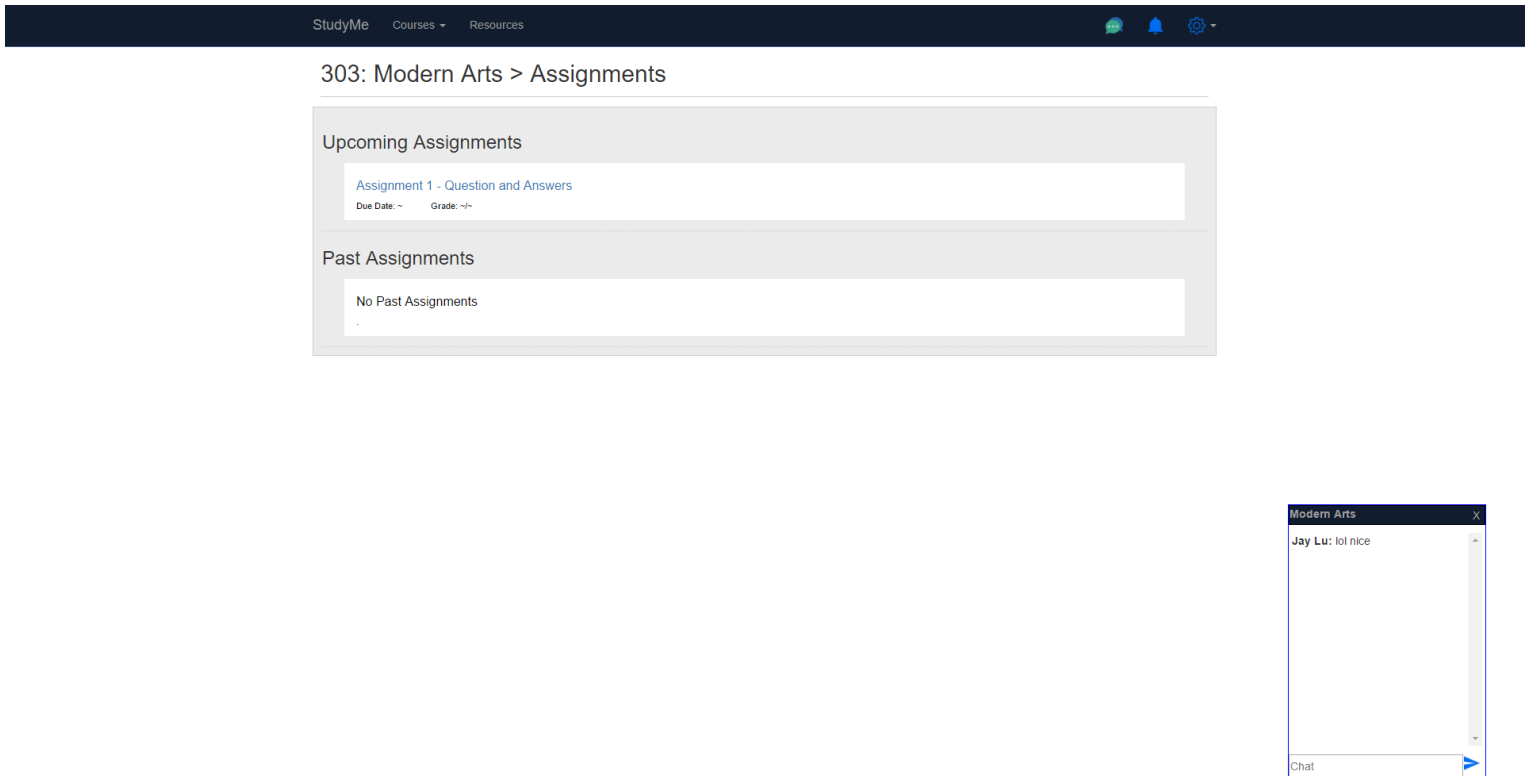 StudyMe Courses Resources
303: Modern Arts > Assignments
Upcoming Assignments
Assignment 1 - Question and Answers
Due Date: ~ Grade: ~/~
Past Assignments
No Past Assignments
.
Modern Arts X
Jay Lu: lol nice
Chat